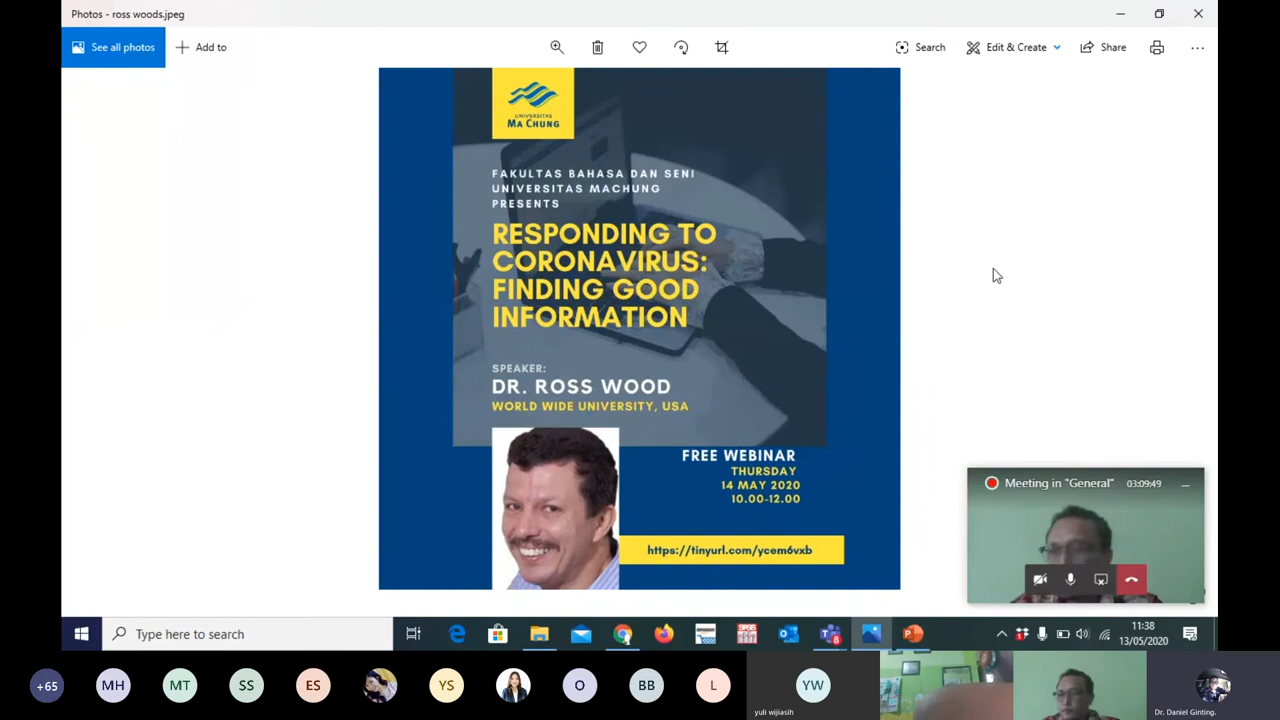 Photos - ross woods.jpeg
See all photos
Add to
Search
Edit & Create
Share
UNIVERSITAS
MA CHUNG
FAKULTAS BAHASA DAN SENI
UNIVERSITAS MACHUNG
PRESENTS
RESPONDING TO
CORONAVIRUS:
FINDING GOOD
INFORMATION
SPEAKER:
DR. ROSS WOOD
WORLD WIDE UNIVERSITY, USA
FREE WEBINAR
THURSDAY
14 MAY 2020
10.00-12.00
https://tinyurl.com/ycem6vxb
Meeting in "General"
03:09:49
Type here to search
11:38
13/05/2020
+65
MH
MT
SS
ES
YS
O
BB
L
YW
yuli wijiasih
Dr. Daniel Ginting.